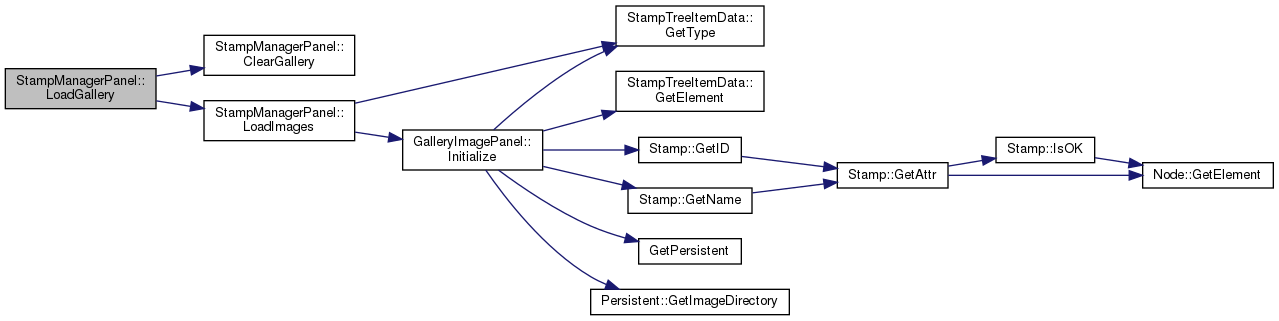 StampManagerPanel::
LoadGallery
StampManagerPanel::
ClearGallery
StampManagerPanel::
LoadImages
GalleryImagePanel::
Initialize
StampTreeItemData::
GetType
StampTreeItemData::
GetElement
Stamp::GetID
Stamp::GetName
GetPersistent
Persistent::GetImageDirectory
Stamp::GetAttr
Stamp::IsOK
Node::GetElement